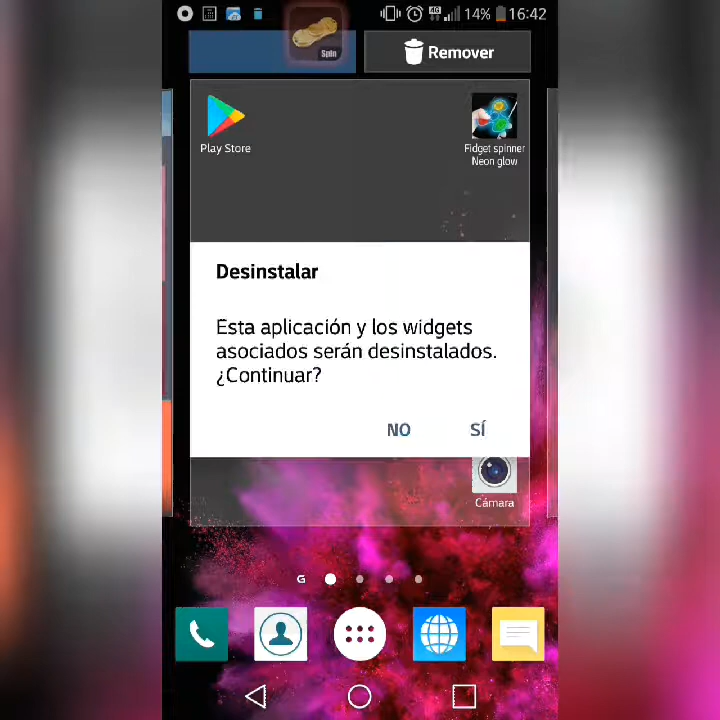 4G 14% 16:42
Spin
Remover
Play Store
Fidget spinner
Neon glow
Desinstalar
Esta aplicación y los widgets
asociados serán desinstalados.
¿Continuar?
NO SÍ
Cámara
G